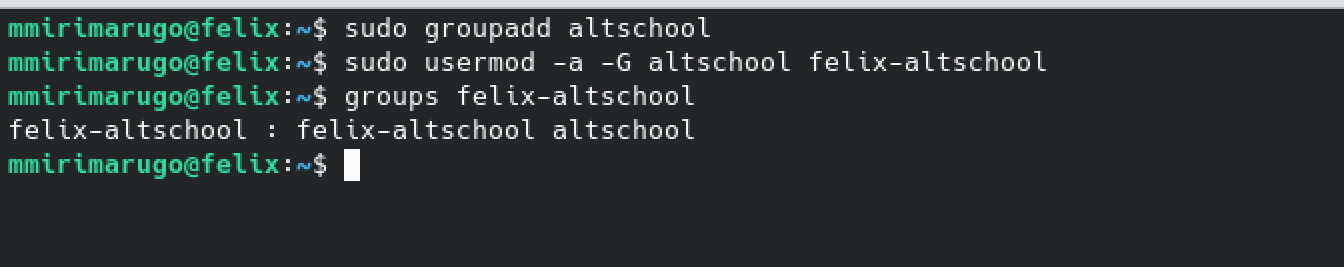 mmirimarugo@felix:~$ sudo groupadd altschool
mmirimarugo@felix:~$ sudo usermod -a -G altschool felix-altschool
mmirimarugo@felix:~$ groups felix-altschool
felix-altschool : felix-altschool altschool
mmirimarugo@felix:~$